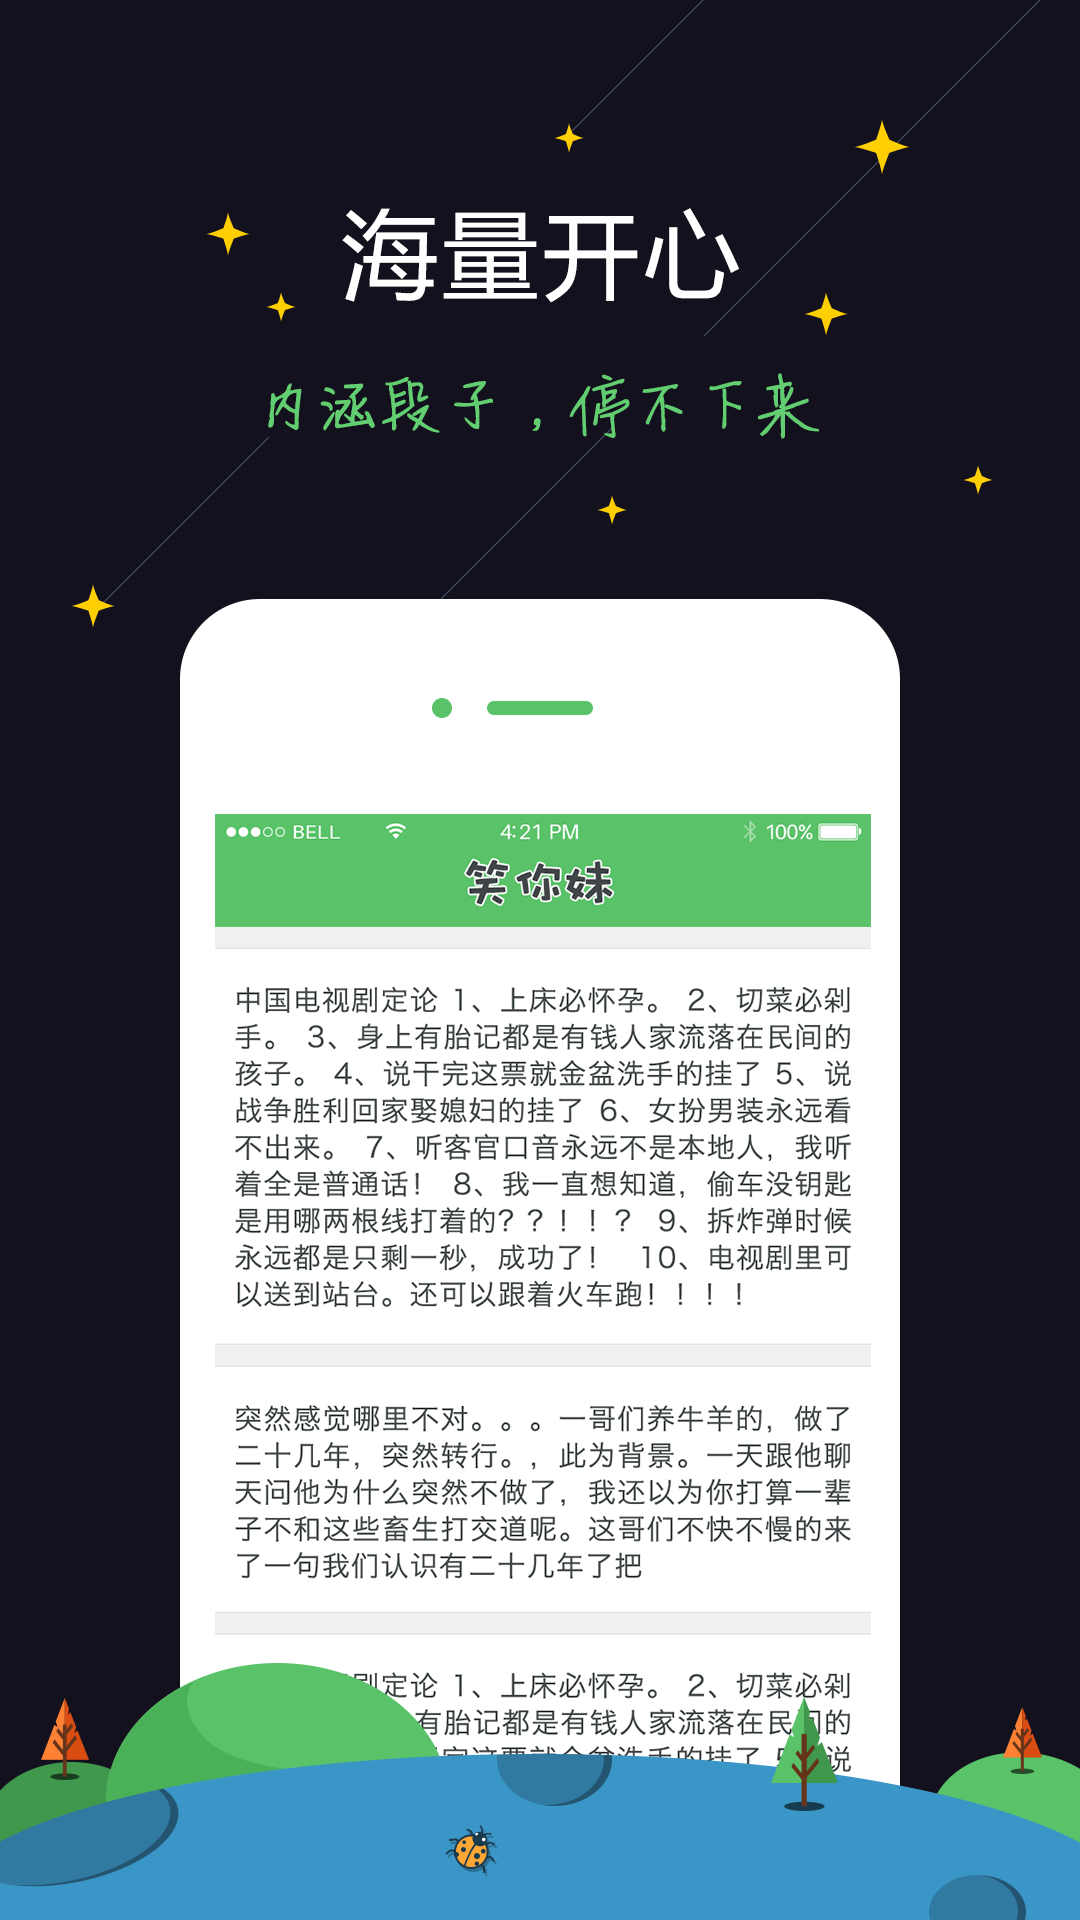 海量开心
内涵段子，停不下来
BELL 4:21 PM 100%
笑你妹
中国电视剧定论 1、上床必怀孕。 2、切菜必剁
手。 3、身上有胎记都是有钱人家流落在民间的
孩子。 4、说干完这票就金盆洗手的挂了 5、说
战争胜利回家娶媳妇的挂了 6、女扮男装永远看
不出来。 7、听客官口音永远不是本地人，我听
着全是普通话！ 8、我一直想知道，偷车没钥匙
是用哪两根线打着的？？！！？ 9、拆炸弹时候
永远都是只剩一秒，成功了！ 10、电视剧里可
以送到站台。还可以跟着火车跑！！！！
突然感觉哪里不对。。。一哥们养牛羊的，做了
二十几年，突然转行。，此为背景。一天跟他聊
天问他为什么突然不做了，我还以为你打算一辈
子不和这些畜生打交道呢。这哥们不快不慢的来
了一句我们认识有二十几年了把
剧定论 1、上床必怀孕。 2、切菜必剁
有胎记都是有钱人家流落在民间的
完这票就金盆洗手的挂了 5、说